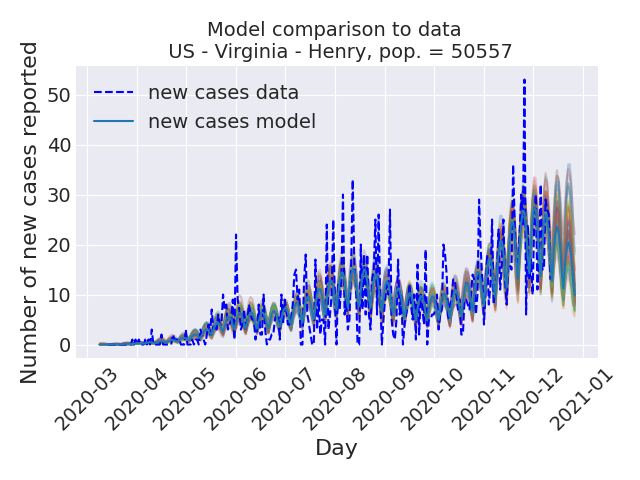 Model comparison to data
US - Virginia - Henry, pop. = 50557
Number of new cases reported
50
40
30
20
10
0
new cases data
new cases model
2020-03
2020-04
2020-05
2020-06
2020-07
2020-08
2020-09
2020-10
2020-11
2020-12
2021-01
Day